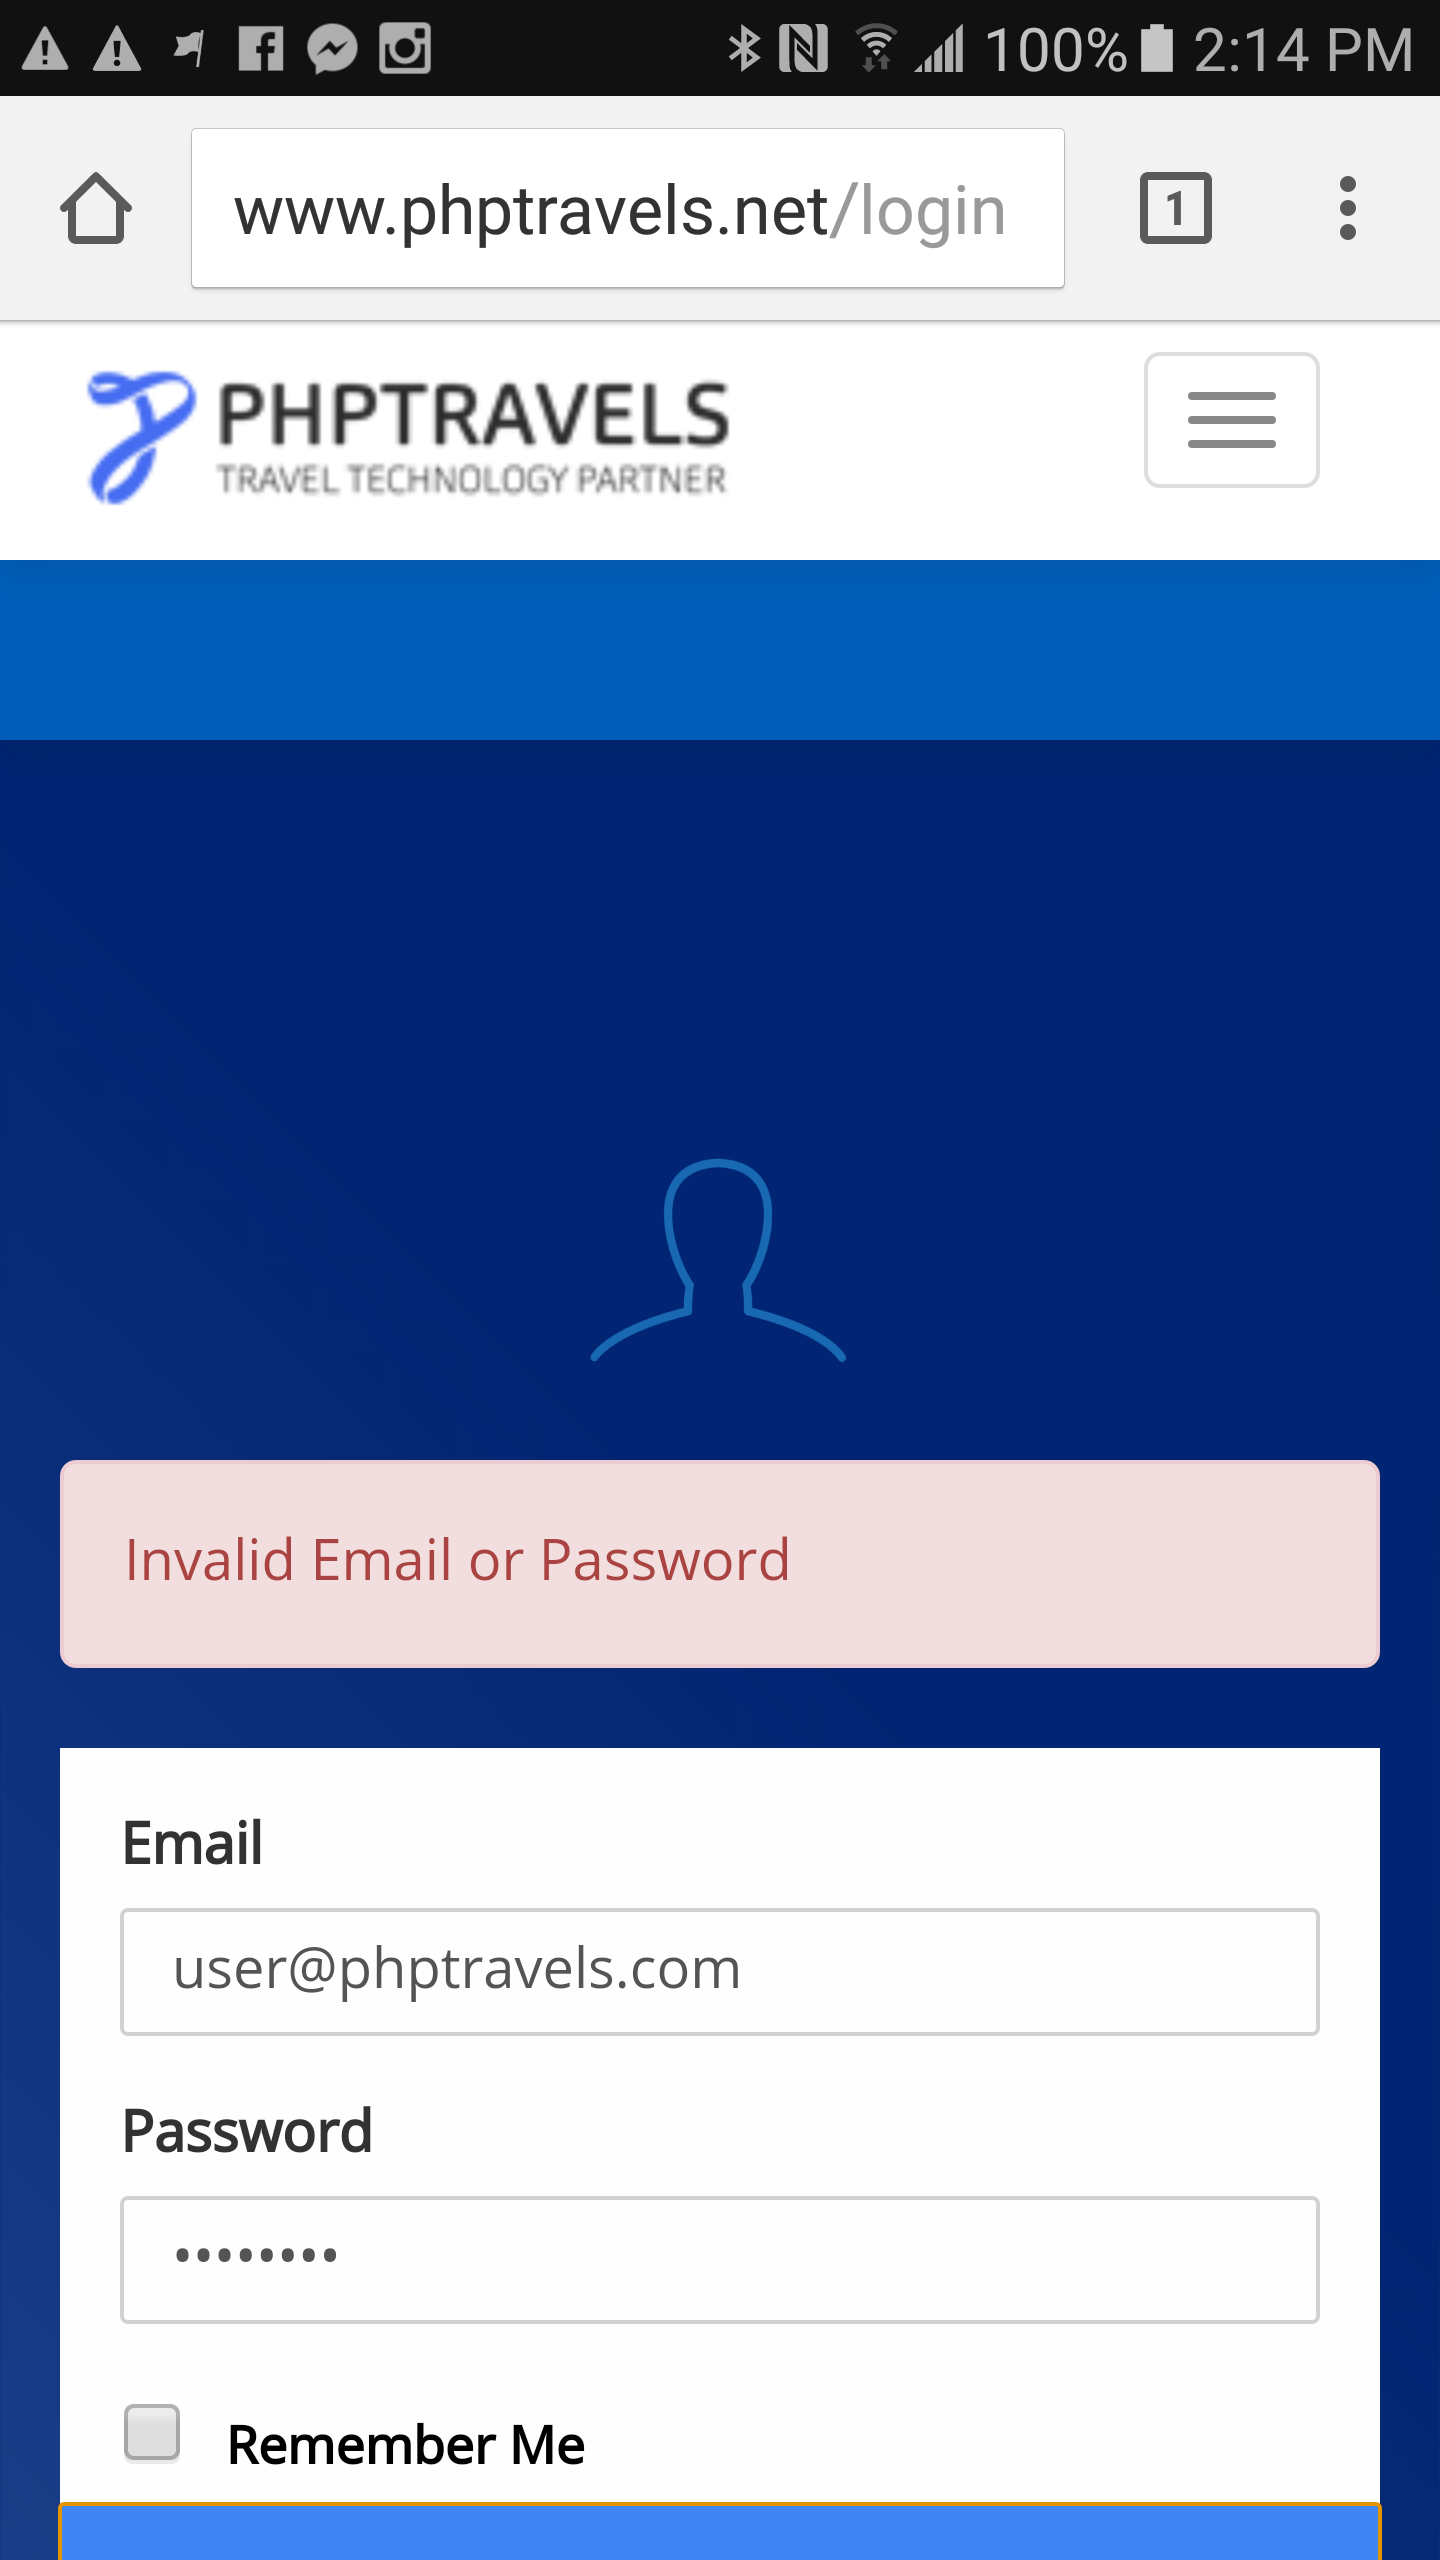 100% 2:14 PM
www.phptravels.net/login
1
PHPTRAVELS
TRAVEL TECHNOLOGY PARTNER
Invalid Email or Password
Email
user@phptravels.com
Password
••••••••
Remember Me